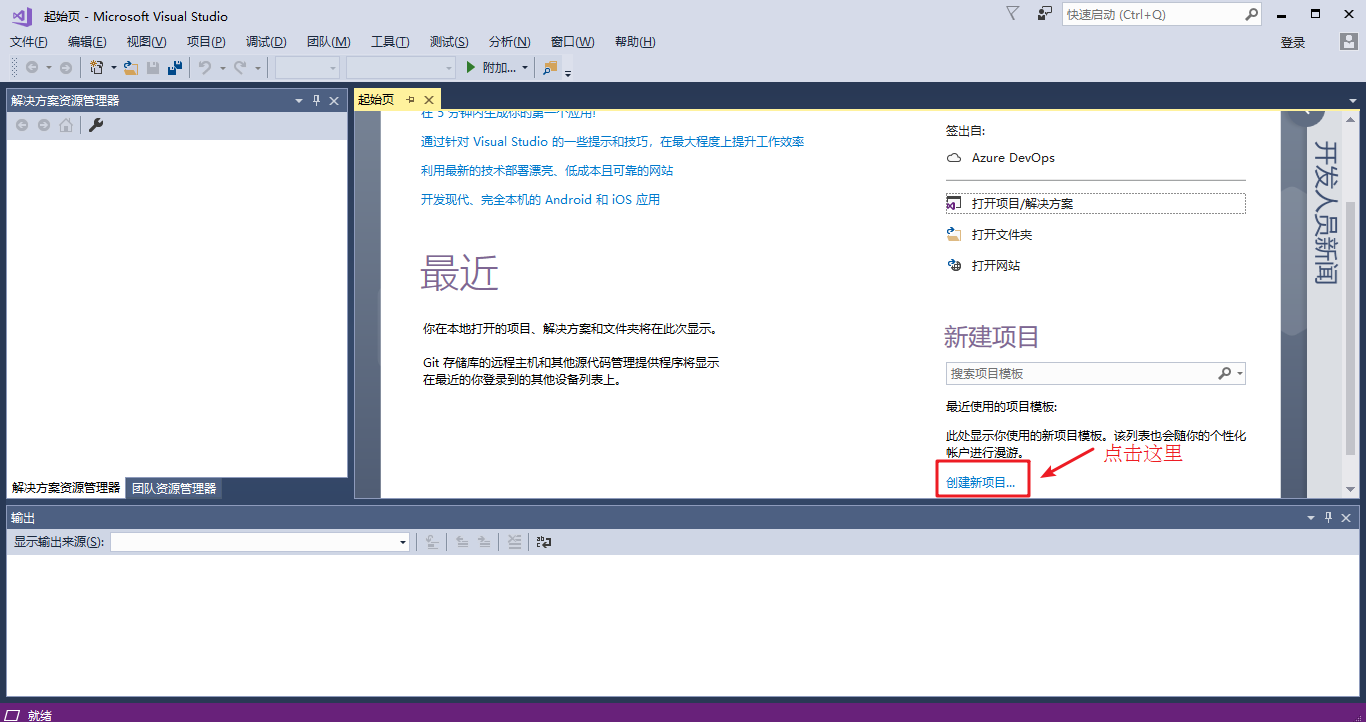 起始页 - Microsoft Visual Studio
快速启动 (Ctrl+Q)
文件(F) 编辑(E) 视图(V) 项目(P) 调试(D) 团队(M) 工具(T) 测试(S) 分析(N) 窗口(W) 帮助(H)
登录
附加...
解决方案资源管理器
起始页
在 5 分钟内生成你的第一个应用!
通过针对 Visual Studio 的一些提示和技巧，在最大程度上提升工作效率
利用最新的技术部署漂亮、低成本且可靠的网站
开发现代、完全本机的 Android 和 iOS 应用
最近
你在本地打开的项目、解决方案和文件夹将在此次显示。
Git 存储库的远程主机和其他源代码管理提供程序将显示
在最近的你登录到的其他设备列表上。
签出自:
Azure DevOps
打开项目/解决方案
打开文件夹
打开网站
新建项目
搜索项目模板
最近使用的项目模板:
此处显示你使用的新项目模板。该列表也会随你的个性化
帐户进行漫游。
点击这里
创建新项目...
开发人员新闻
解决方案资源管理器
团队资源管理器
输出
显示输出来源(S):
就绪